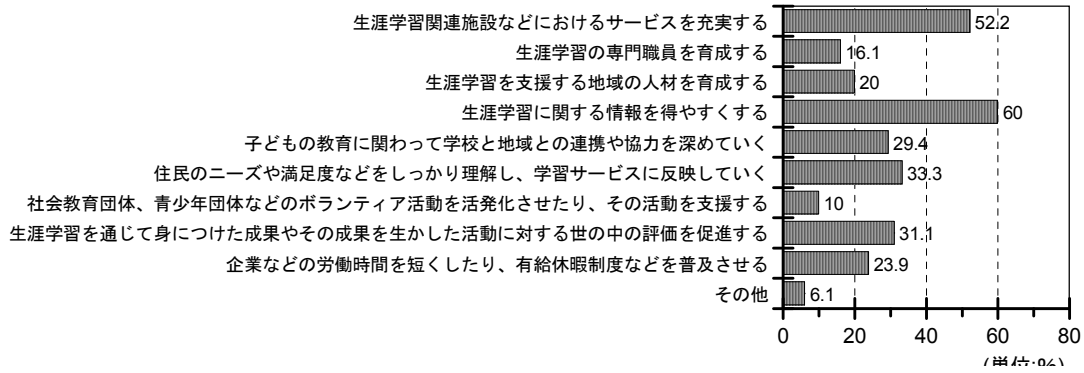 生涯学習関連施設などにおけるサービスを充実する 52.2
生涯学習の専門職員を育成する 16.1
生涯学習を支援する地域の人材を育成する 20
生涯学習に関する情報を得やすくする 60
子どもの教育に関わって学校と地域との連携や協力を深めていく 29.4
住民のニーズや満足度などをしっかり理解し、学習サービスに反映していく 33.3
社会教育団体、青少年団体などのボランティア活動を活発化させたり、その活動を支援する 10
生涯学習を通じて身につけた成果やその成果を生かした活動に対する世の中の評価を促進する 31.1
企業などの労働時間を短くしたり、有給休暇制度などを普及させる 23.9
その他 6.1
0 20 40 60 80
(単位:%)